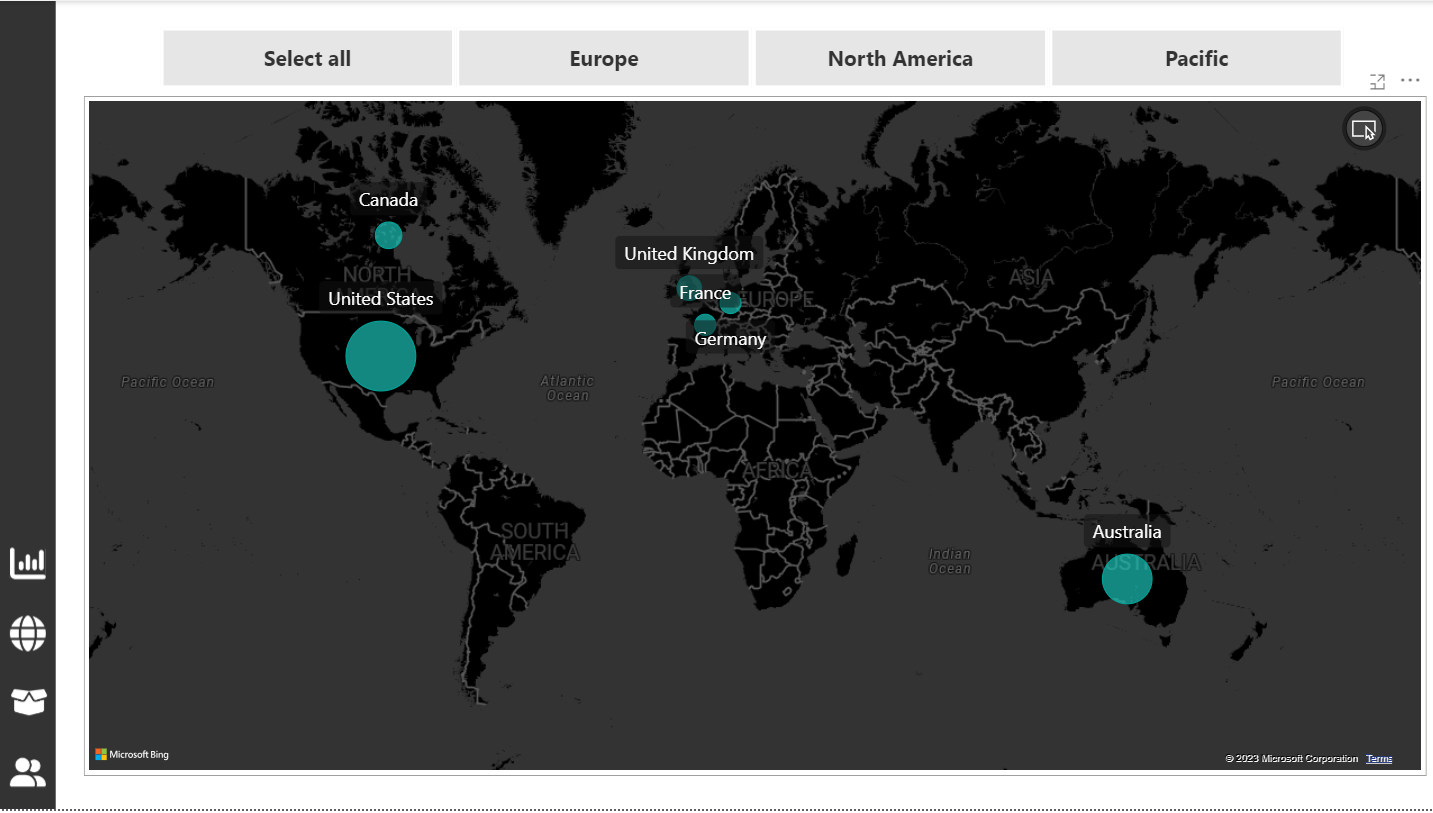 Select all
Europe
North America
Pacific
Canada
NORTH
United States
United Kingdom
France
EUROPE
Germany
ASIA
Pacific Ocean
Atlantic
Ocean
Pacific Ocean
AFRICA
SOUTH
AMERICA
Indian
Ocean
Australia
AUSTRALIA
Microsoft Bing
© 2023 Microsoft Corporation Terms